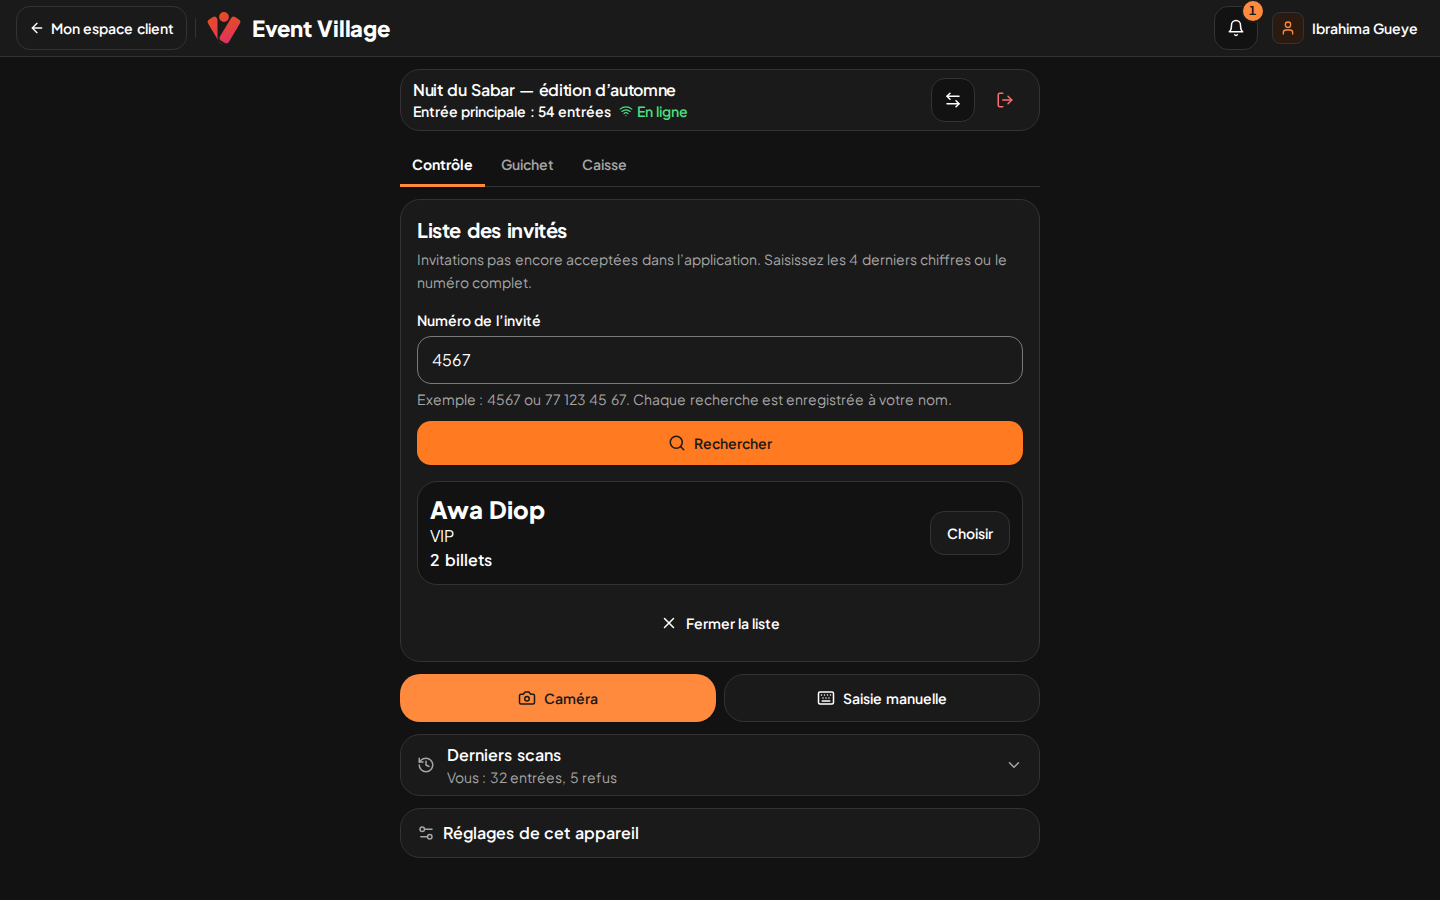 Mon espace client
Event Village
1
Ibrahima Gueye
Nuit du Sabar — édition d’automne
Entrée principale : 54 entrées En ligne
Contrôle Guichet Caisse
Liste des invités
Invitations pas encore acceptées dans l’application. Saisissez les 4 derniers chiffres ou le
numéro complet.
Numéro de l’invité
4567
Exemple : 4567 ou 77 123 45 67. Chaque recherche est enregistrée à votre nom.
Rechercher
Awa Diop
VIP
2 billets
Choisir
Fermer la liste
Caméra
Saisie manuelle
Derniers scans
Vous : 32 entrées, 5 refus
Réglages de cet appareil